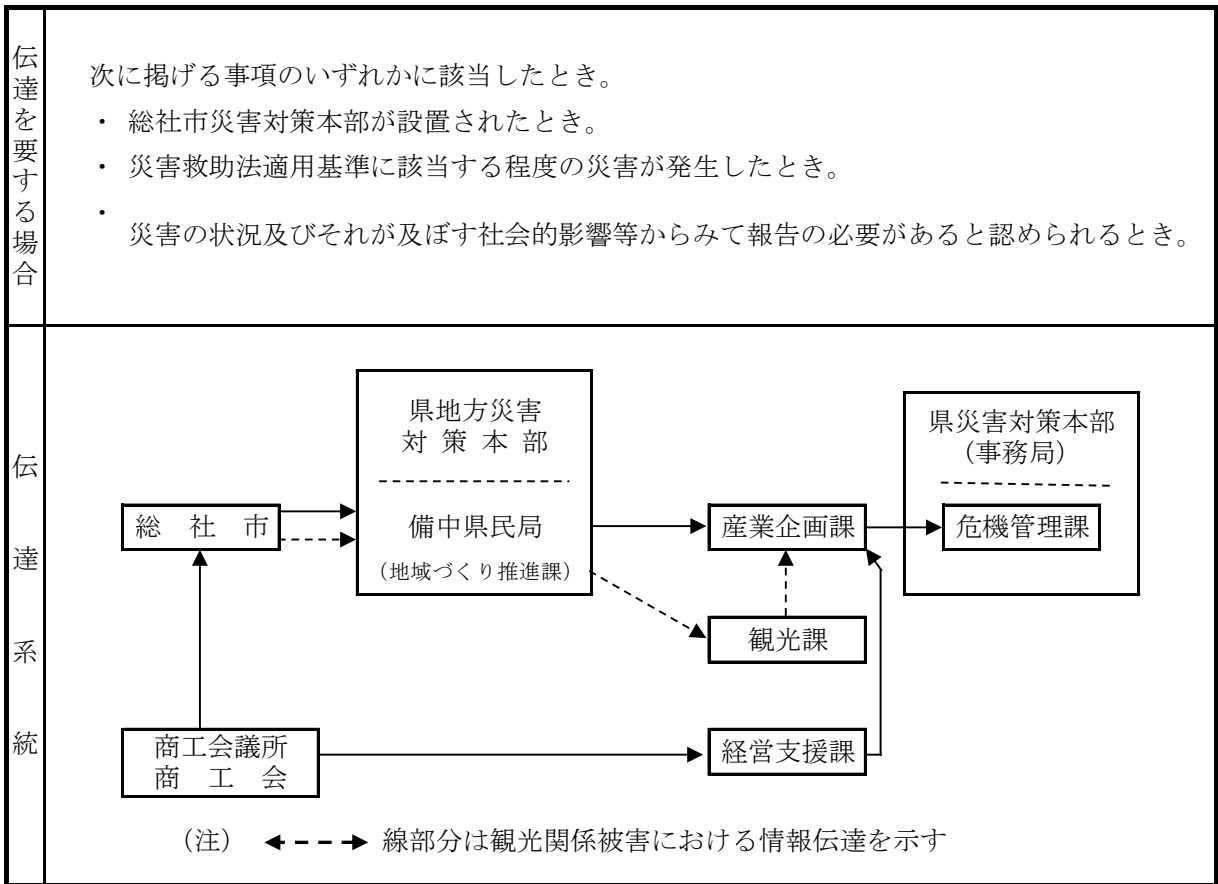 伝達を要する場合
次に掲げる事項のいずれかに該当したとき。
・ 総社市災害対策本部が設置されたとき。
・ 災害救助法適用基準に該当する程度の災害が発生したとき。
・ 災害の状況及びそれが及ぼす社会的影響等からみて報告の必要があると認められるとき。
伝達系統
県地方災害
対策本部
備中県民局
(地域づくり推進課)
県災害対策本部
(事務局)
危機管理課
総社市
産業企画課
観光課
商工会議所
商工会
経営支援課
(注) 線部分は観光関係被害における情報伝達を示す